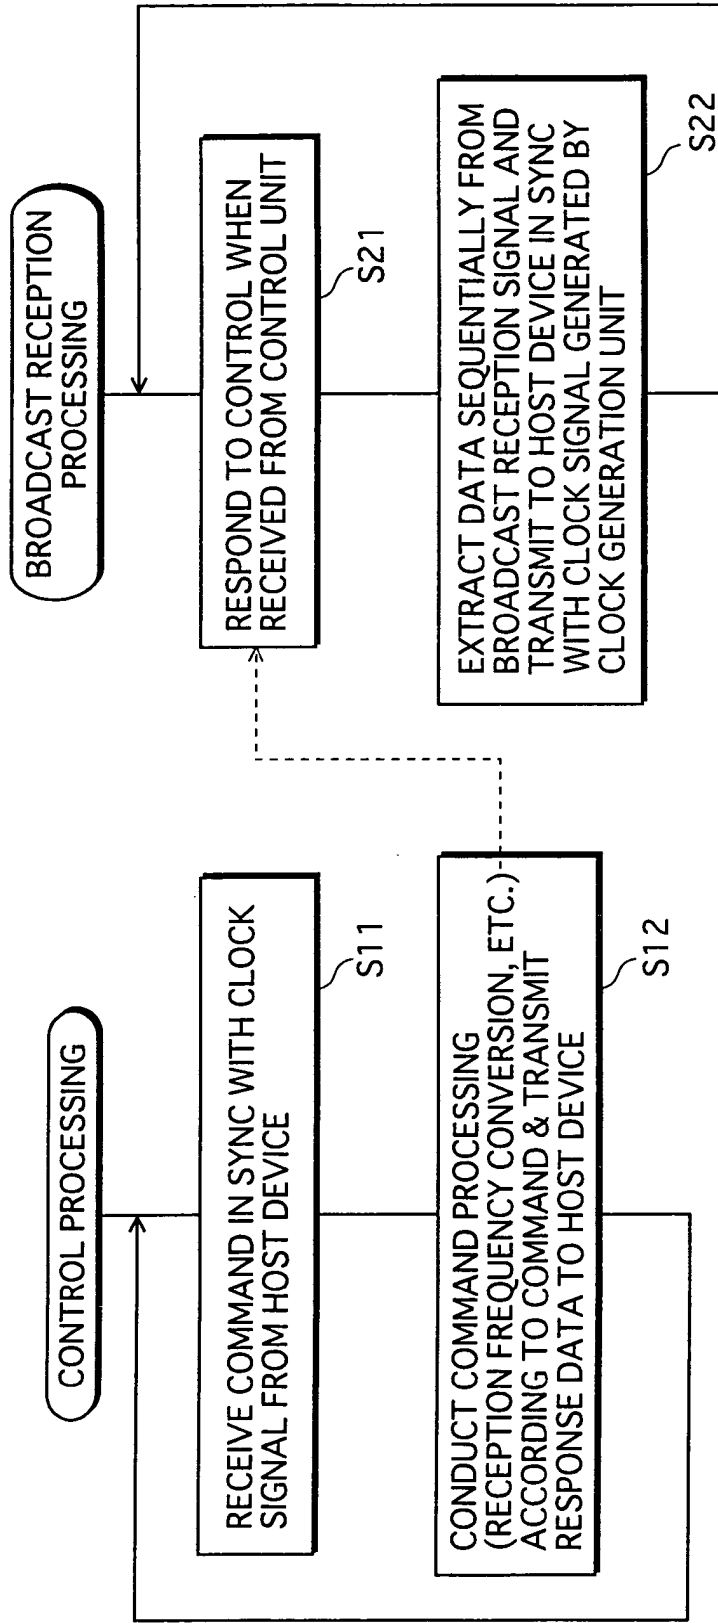 CONTROL PROCESSING
RECEIVE COMMAND IN SYNC WITH CLOCK
SIGNAL FROM HOST DEVICE
S11
CONDUCT COMMAND PROCESSING
(RECEPTION FREQUENCY CONVERSION, ETC.)
ACCORDING TO COMMAND & TRANSMIT
RESPONSE DATA TO HOST DEVICE
S12
BROADCAST RECEPTION
PROCESSING
RESPOND TO CONTROL WHEN
RECEIVED FROM CONTROL UNIT
S21
EXTRACT DATA SEQUENTIALLY FROM
BROADCAST RECEPTION SIGNAL AND
TRANSMIT TO HOST DEVICE IN SYNC
WITH CLOCK SIGNAL GENERATED BY
CLOCK GENERATION UNIT
S22